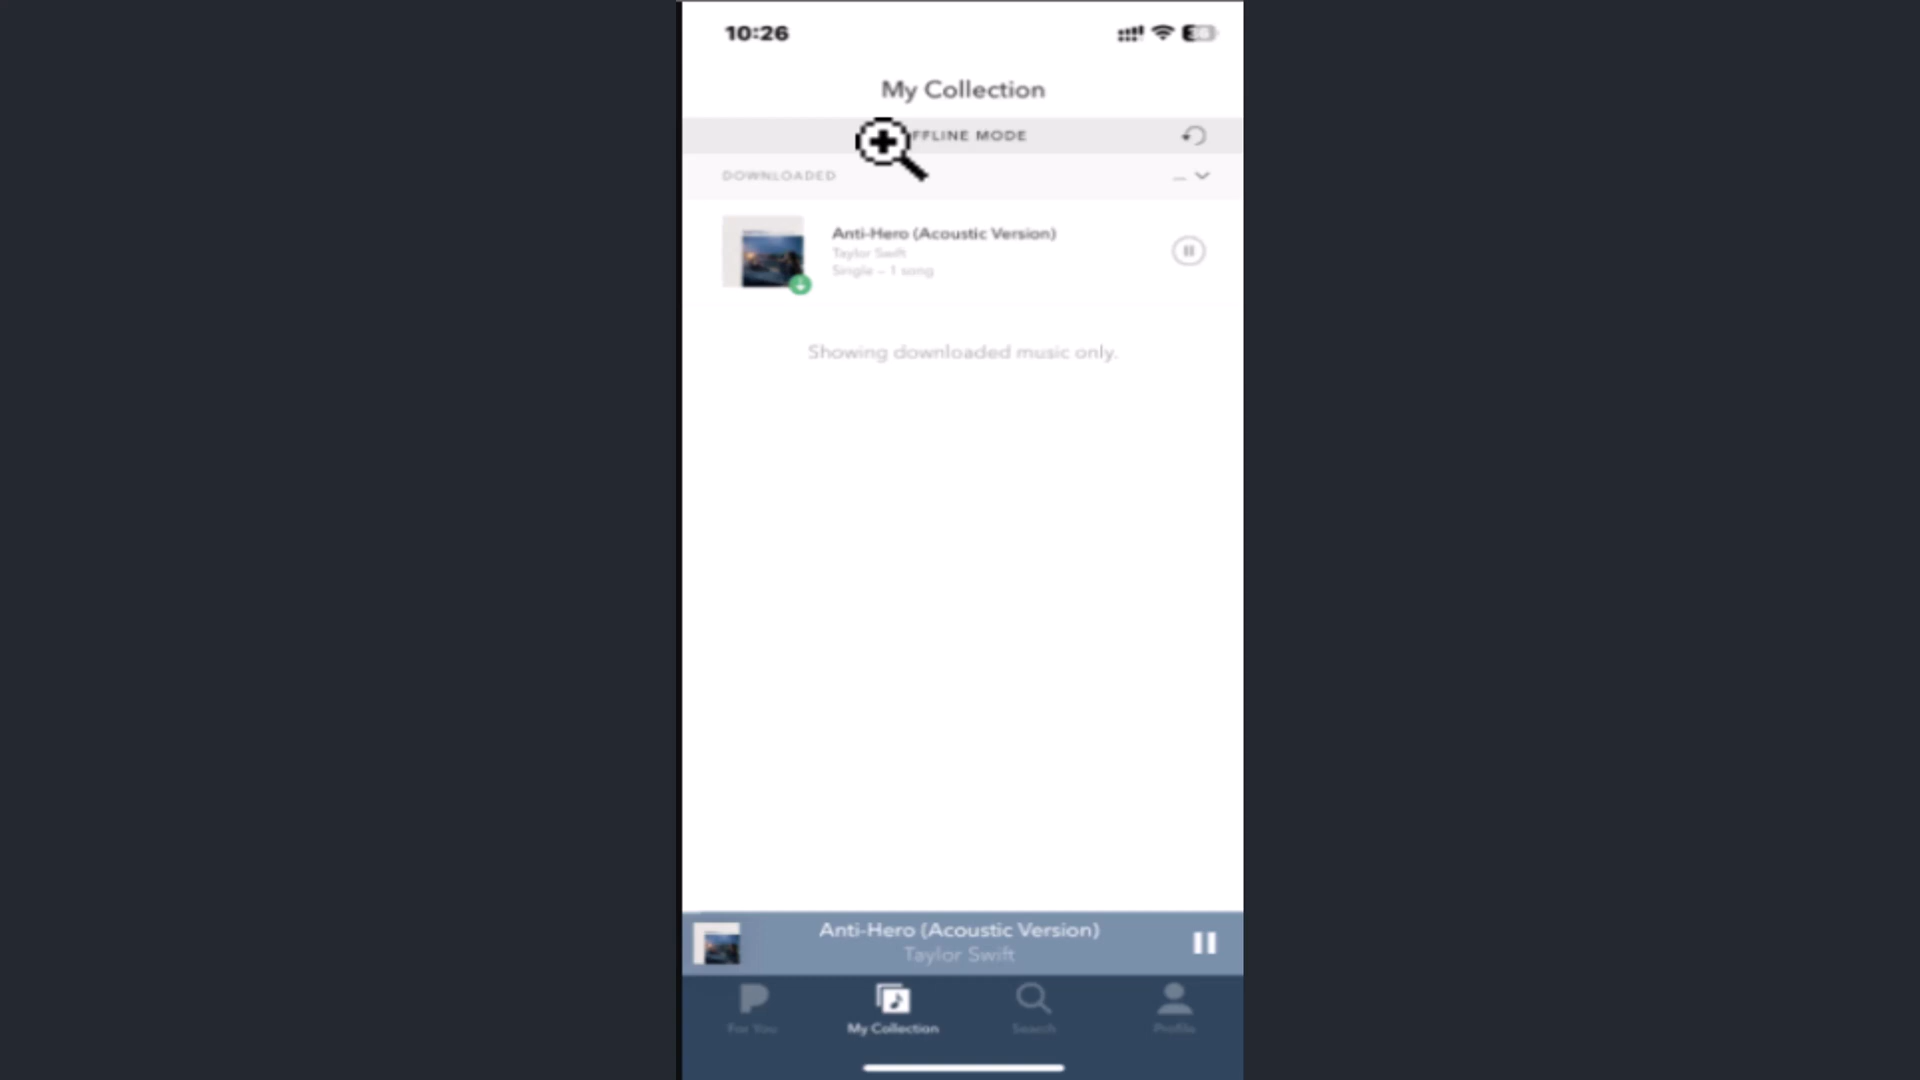 10:26
My Collection
FFLINE MODE
DOWNLOADED
Anti-Hero (Acoustic Version)
Taylor Swift
Single – 1 song
Showing downloaded music only.
Anti-Hero (Acoustic Version)
Taylor Swift
For You
My Collection
Search
Profile